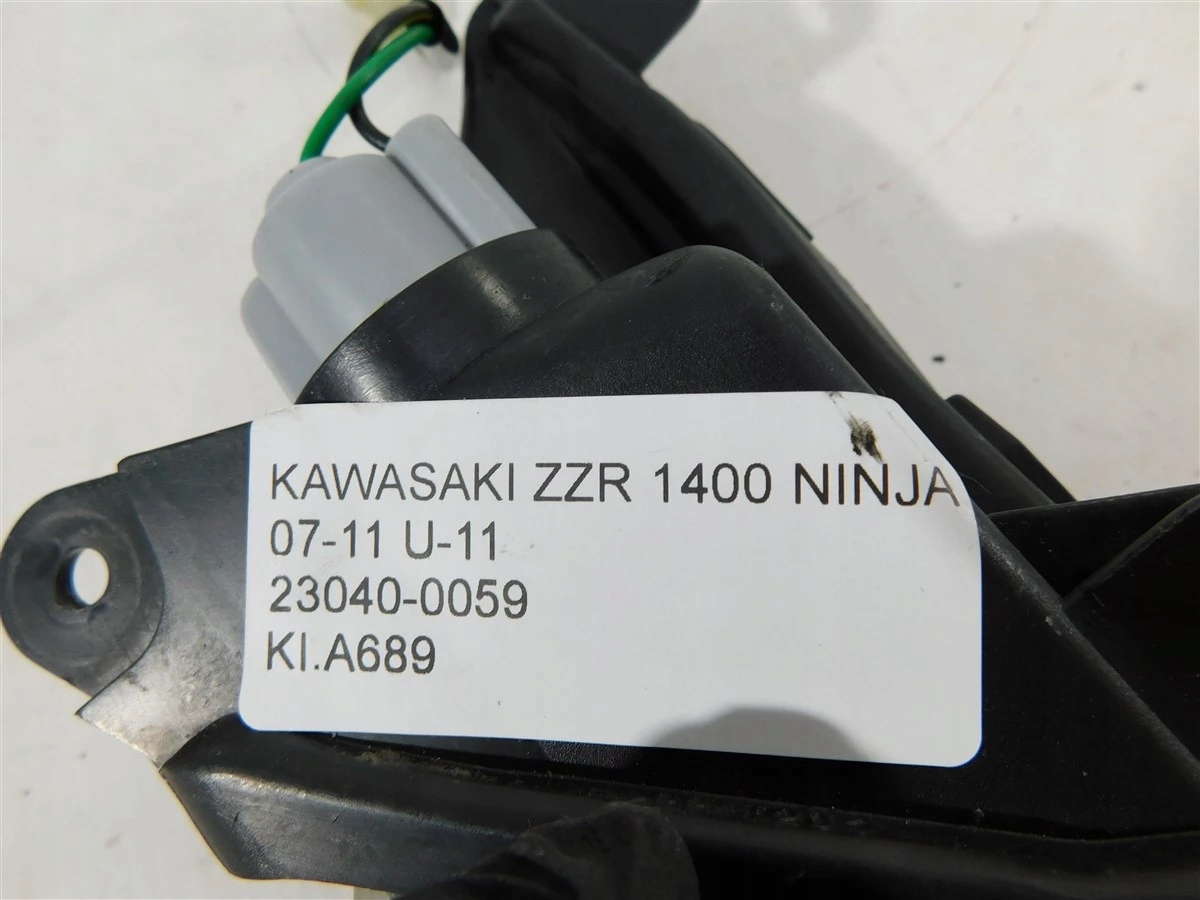 KAWASAKI ZZR 1400 NINJA
07-11 U-11
23040-0059
KI.A689